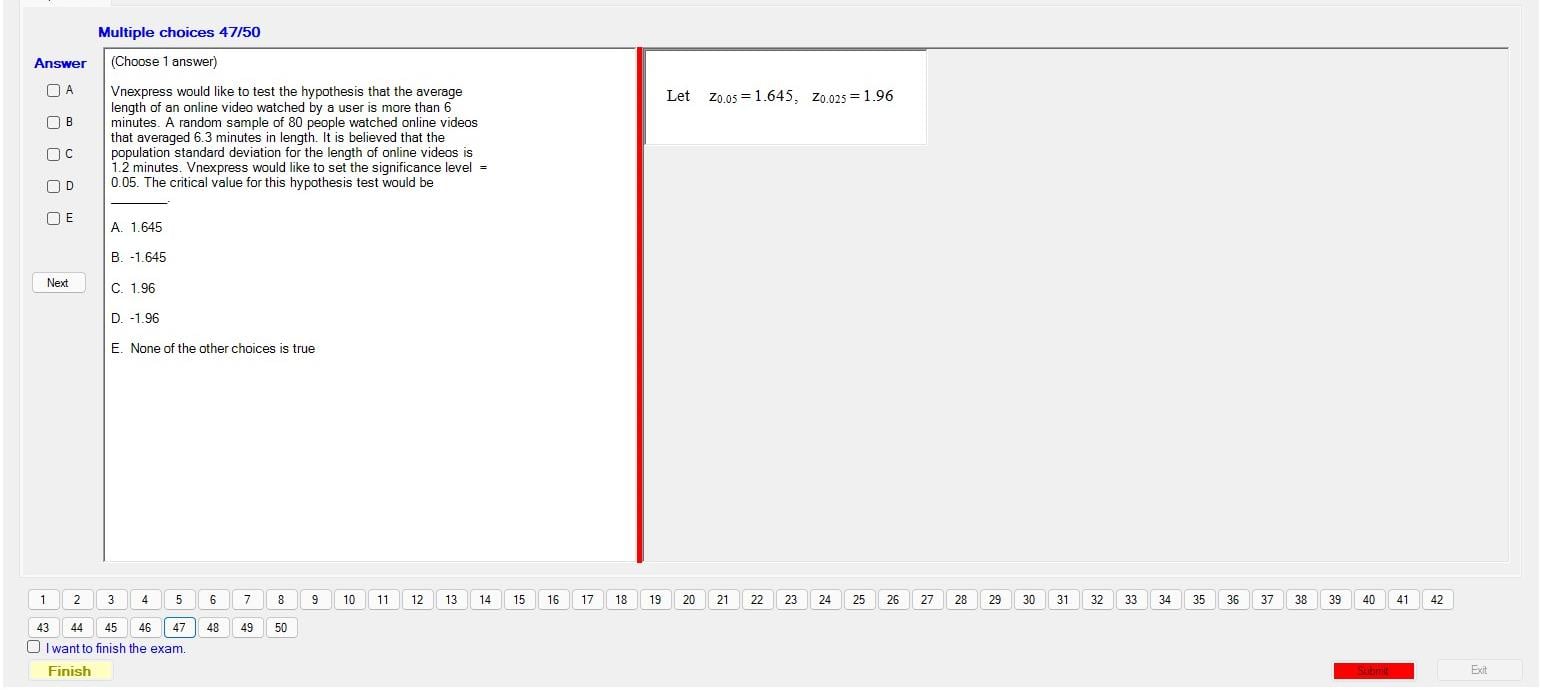 Multiple choices 47/50
Answer
A
B
C
D
E
Next
(Choose 1 answer)
Vnexpress would like to test the hypothesis that the average
length of an online video watched by a user is more than 6
minutes. A random sample of 80 people watched online videos
that averaged 6.3 minutes in length. It is believed that the
population standard deviation for the length of online videos is
1.2 minutes. Vnexpress would like to set the significance level =
0.05. The critical value for this hypothesis test would be
________.
A. 1.645
B. -1.645
C. 1.96
D. -1.96
E. None of the other choices is true
Let z0.05 = 1.645, z0.025 = 1.96
1 2 3 4 5 6 7 8 9 10 11 12 13 14 15 16 17 18 19 20 21 22 23 24 25 26 27 28 29 30 31 32 33 34 35 36 37 38 39 40 41 42
43 44 45 46 47 48 49 50
I want to finish the exam.
Finish
Submit
Exit